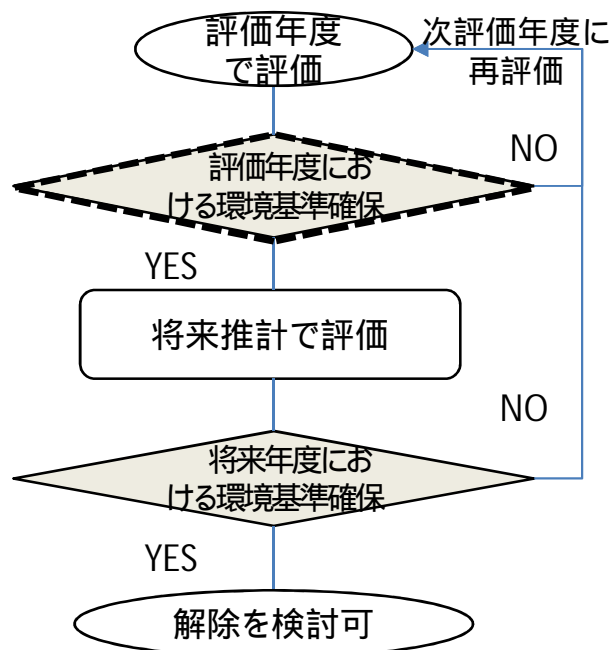 評価年度
で評価
次評価年度に
再評価
評価年度にお
ける環境基準確保
NO
YES
将来推計で評価
NO
将来年度にお
ける環境基準確保
YES
解除を検討可